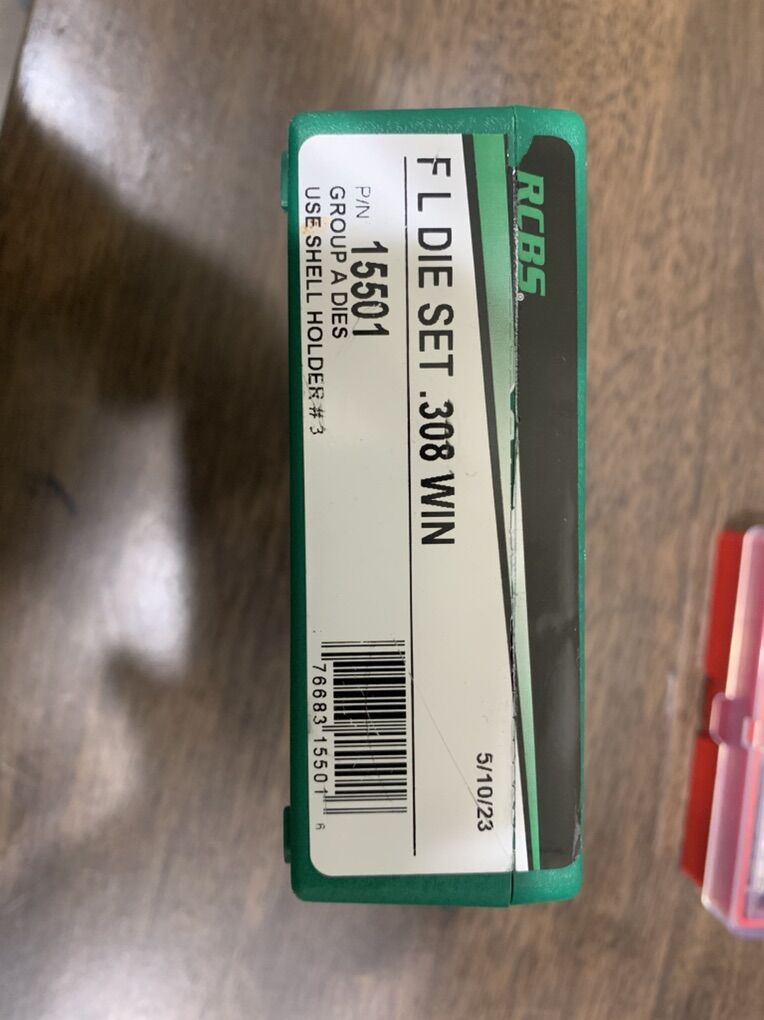 RCBS®
5/10/23
F L DIE SET .308 WIN
P/N 15501
GROUP A DIES
USE SHELL HOLDER # 3
76683 15501 6